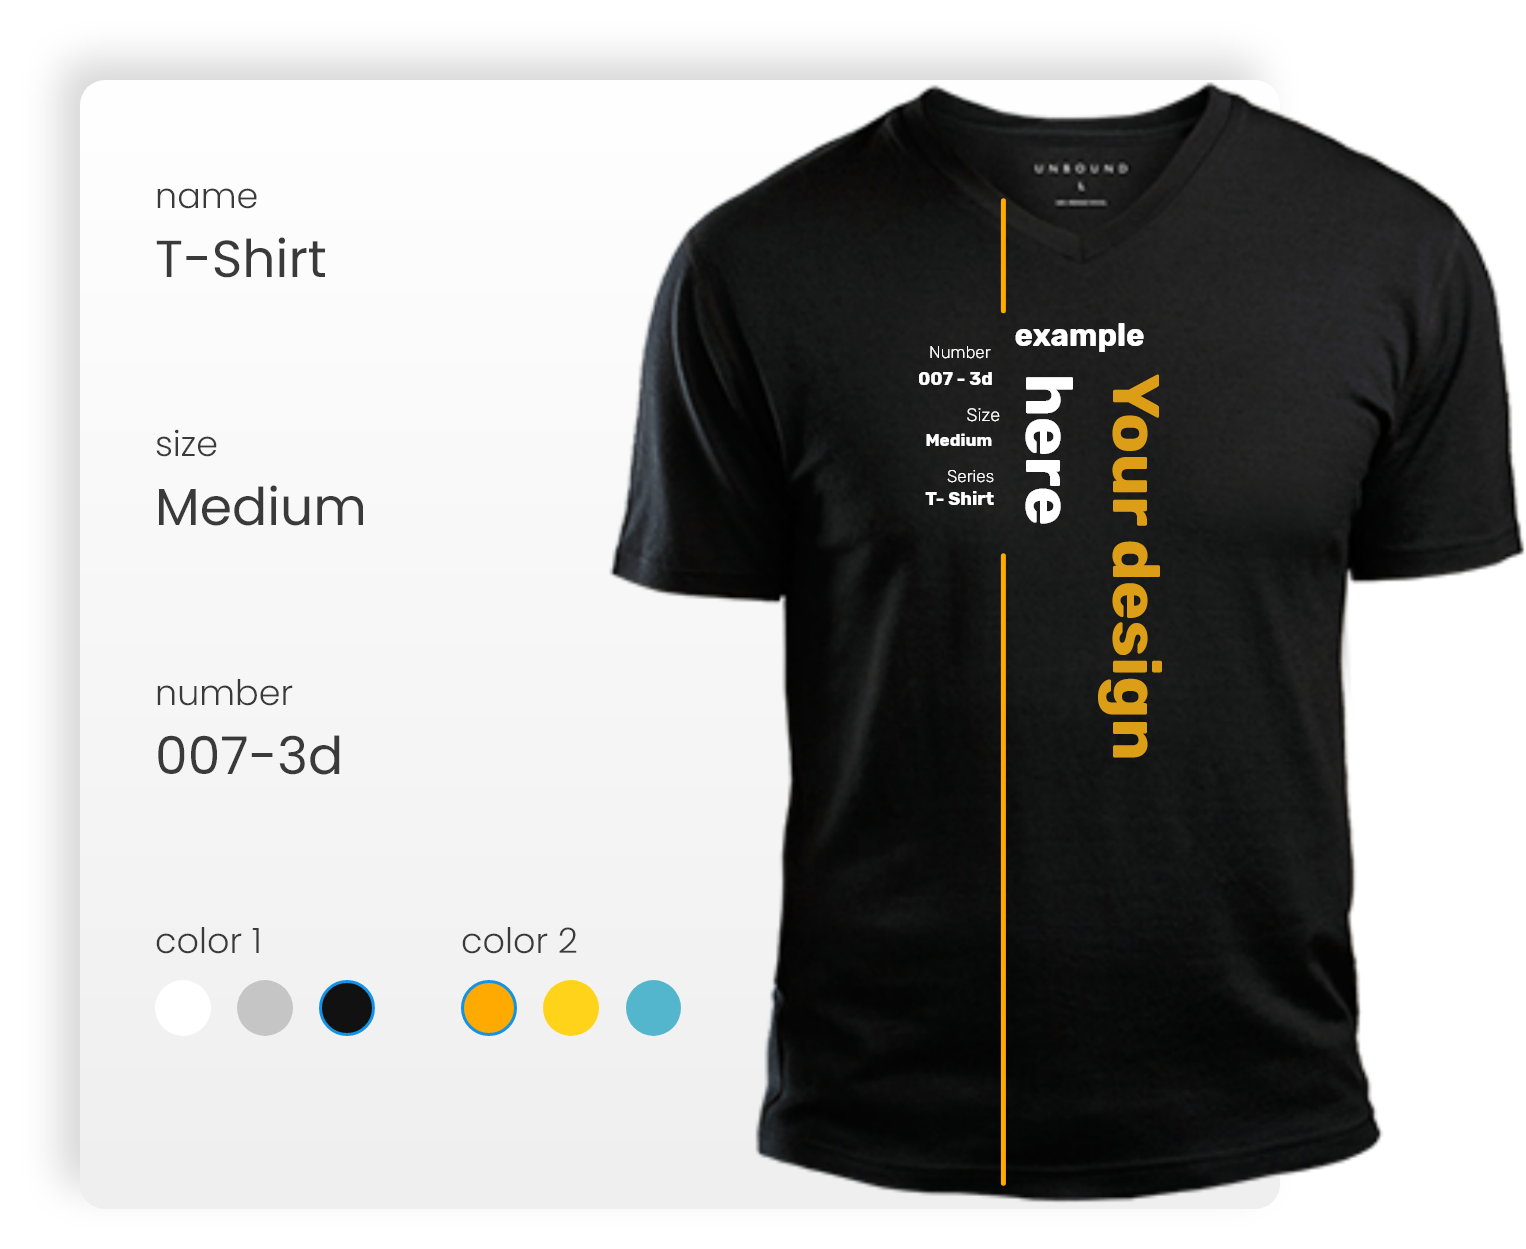 name
T-Shirt
size
Medium
number
007-3d
color 1
color 2
UNBOUND
L
example
here
Your design
Number
007 - 3d
Size
Medium
Series
T- Shirt